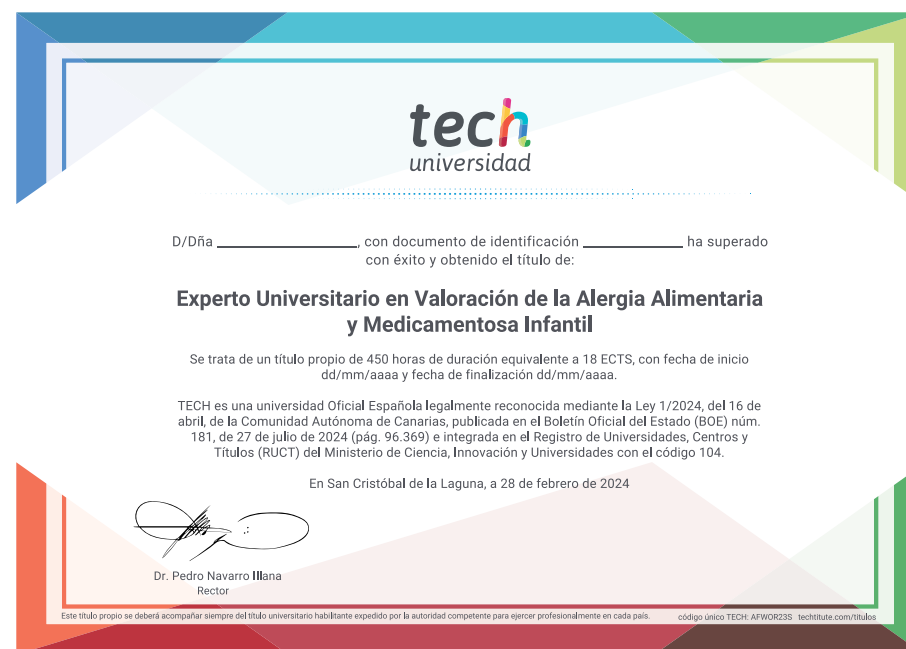 tech
universidad
D/Dña ________________, con documento de identificación ____________ ha superado
con éxito y obtenido el título de:
Experto Universitario en Valoración de la Alergia Alimentaria
y Medicamentosa Infantil
Se trata de un título propio de 450 horas de duración equivalente a 18 ECTS, con fecha de inicio
dd/mm/aaaa y fecha de finalización dd/mm/aaaa.
TECH es una universidad Oficial Española legalmente reconocida mediante la Ley 1/2024, del 16 de
abril, de la Comunidad Autónoma de Canarias, publicada en el Boletín Oficial del Estado (BOE) núm.
181, de 27 de julio de 2024 (pág. 96.369) e integrada en el Registro de Universidades, Centros y
Títulos (RUCT) del Ministerio de Ciencia, Innovación y Universidades con el código 104.
En San Cristóbal de la Laguna, a 28 de febrero de 2024
Dr. Pedro Navarro Illana
Rector
Este título propio se deberá acompañar siempre del título universitario habilitante expedido por la autoridad competente para ejercer profesionalmente en cada país.
código único TECH: AFWOR23S techtitute.com/titulos